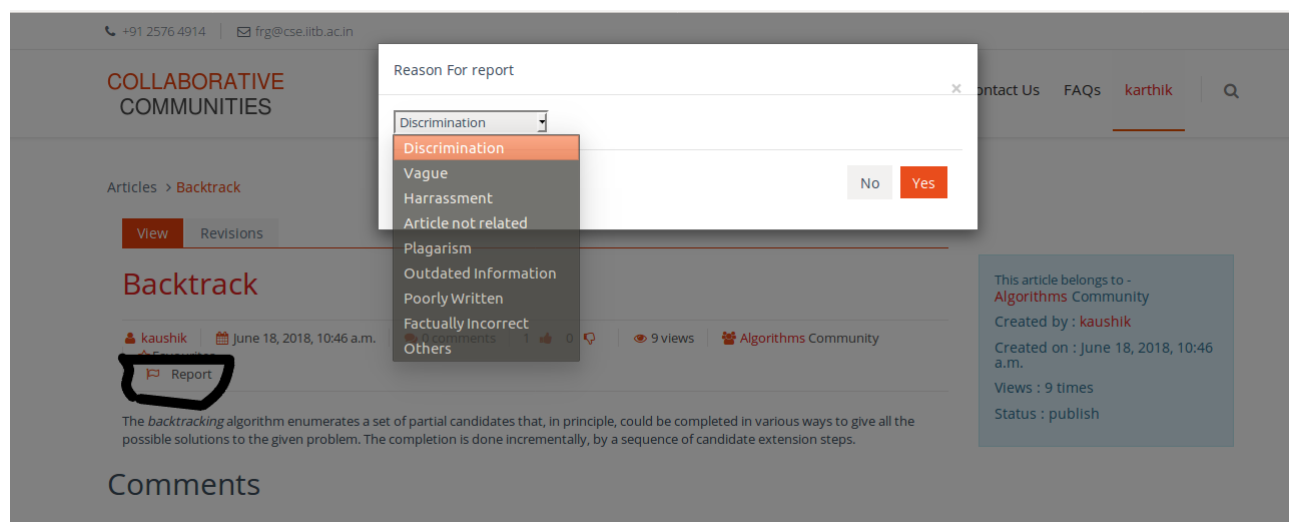 +91 2576 4914 frg@cse.iitb.ac.in
COLLABORATIVE
COMMUNITIES
Contact Us FAQs karthik
Reason For report
×
Discrimination
Discrimination
Vague
Harrassment
Article not related
Plagarism
Outdated Information
Poorly Written
Factually Incorrect
Others
No Yes
Articles > Backtrack
View Revisions
Backtrack
kaushik June 18, 2018, 10:46 a.m. 0 comments 1 0 9 views Algorithms Community
Favourites
Report
The backtracking algorithm enumerates a set of partial candidates that, in principle, could be completed in various ways to give all the
possible solutions to the given problem. The completion is done incrementally, by a sequence of candidate extension steps.
Comments
This article belongs to -
Algorithms Community
Created by : kaushik
Created on : June 18, 2018, 10:46
a.m.
Views : 9 times
Status : publish